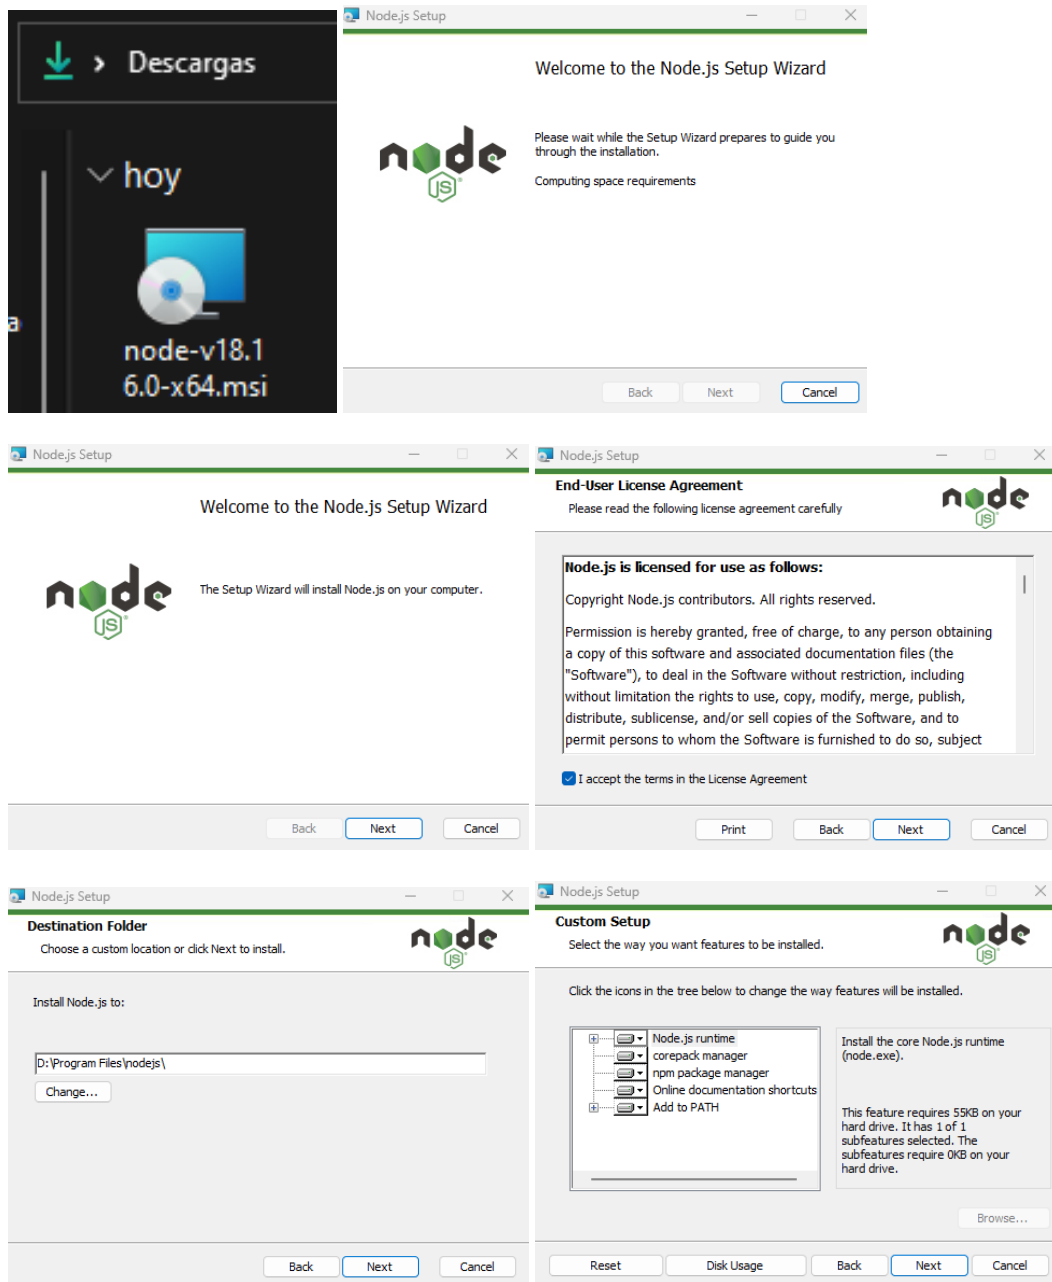 Descargas
hoy
node-v18.1
6.0-x64.msi
Node.js Setup
Welcome to the Node.js Setup Wizard
node
JS
Please wait while the Setup Wizard prepares to guide you
through the installation.
Computing space requirements
Back
Next
Cancel
Node.js Setup
Welcome to the Node.js Setup Wizard
node
JS
The Setup Wizard will install Node.js on your computer.
Back
Next
Cancel
Node.js Setup
End-User License Agreement
Please read the following license agreement carefully
node
JS
Node.js is licensed for use as follows:
Copyright Node.js contributors. All rights reserved.
Permission is hereby granted, free of charge, to any person obtaining
a copy of this software and associated documentation files (the
"Software"), to deal in the Software without restriction, including
without limitation the rights to use, copy, modify, merge, publish,
distribute, sublicense, and/or sell copies of the Software, and to
permit persons to whom the Software is furnished to do so, subject
I accept the terms in the License Agreement
Print
Back
Next
Cancel
Node.js Setup
Destination Folder
Choose a custom location or click Next to install.
node
JS
Install Node.js to:
D:\Program Files\nodejs\
Change...
Back
Next
Cancel
Node.js Setup
Custom Setup
Select the way you want features to be installed.
node
JS
Click the icons in the tree below to change the way features will be installed.
Node.js runtime
corepack manager
npm package manager
Online documentation shortcuts
Add to PATH
Install the core Node.js runtime
(node.exe).
This feature requires 55KB on your
hard drive. It has 1 of 1
subfeatures selected. The
subfeatures require 0KB on your
hard drive.
Browse...
Reset
Disk Usage
Back
Next
Cancel